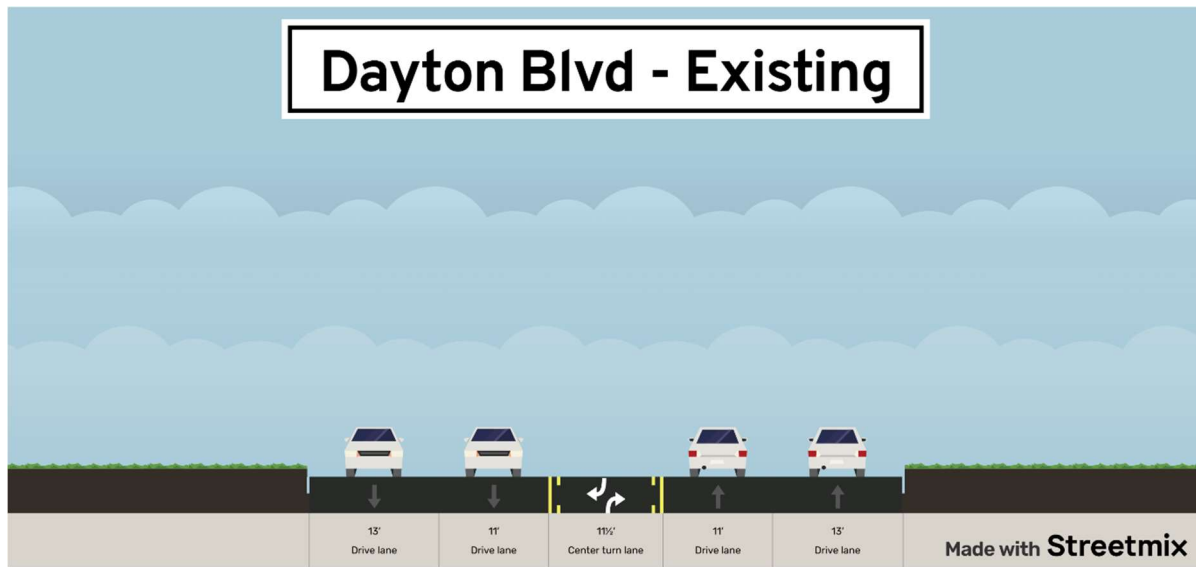 Dayton Blvd - Existing
13' 11' 11½' 11' 13'
Drive lane Drive lane Center turn lane Drive lane Drive lane
Made with Streetmix